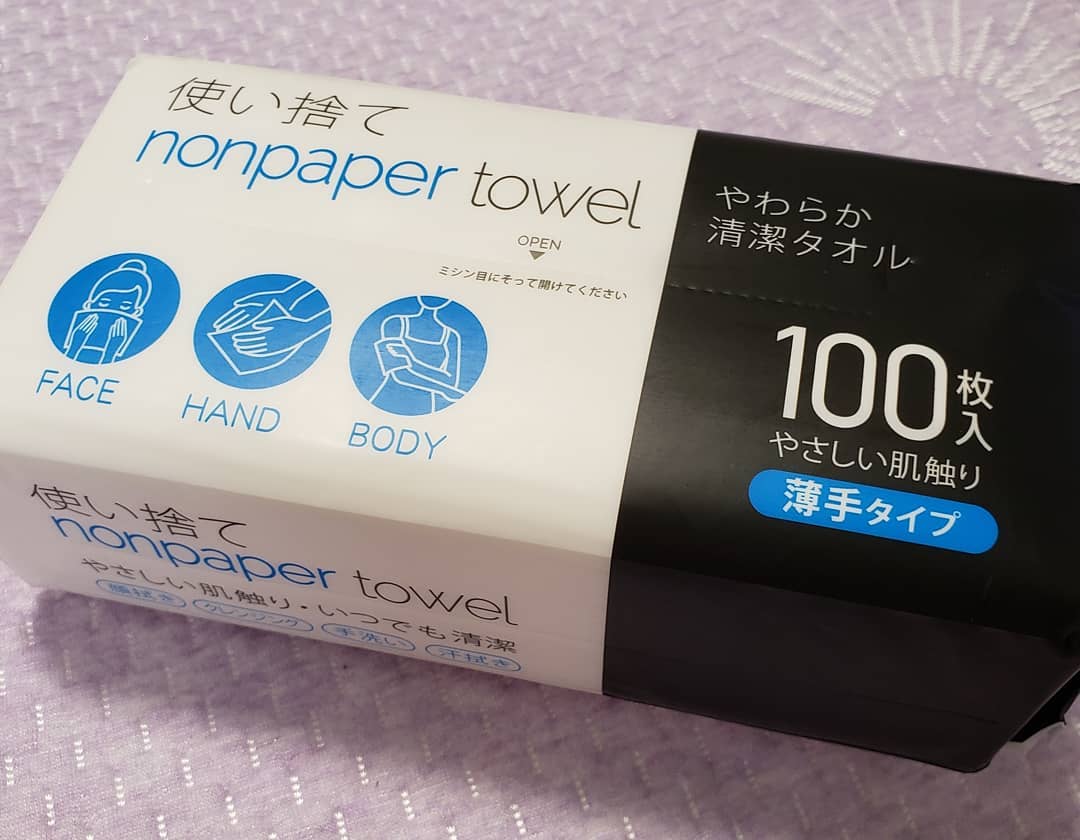 使い捨て
nonpaper towel
OPEN
ミシン目にそって開けてください
FACE
HAND
BODY
やわらか
清潔タオル
100枚入
やさしい肌触り
薄手タイプ
使い捨て
nonpaper towel
やさしい肌触り・いつでも清潔
顔拭き クレンジング 手洗い 汗拭き